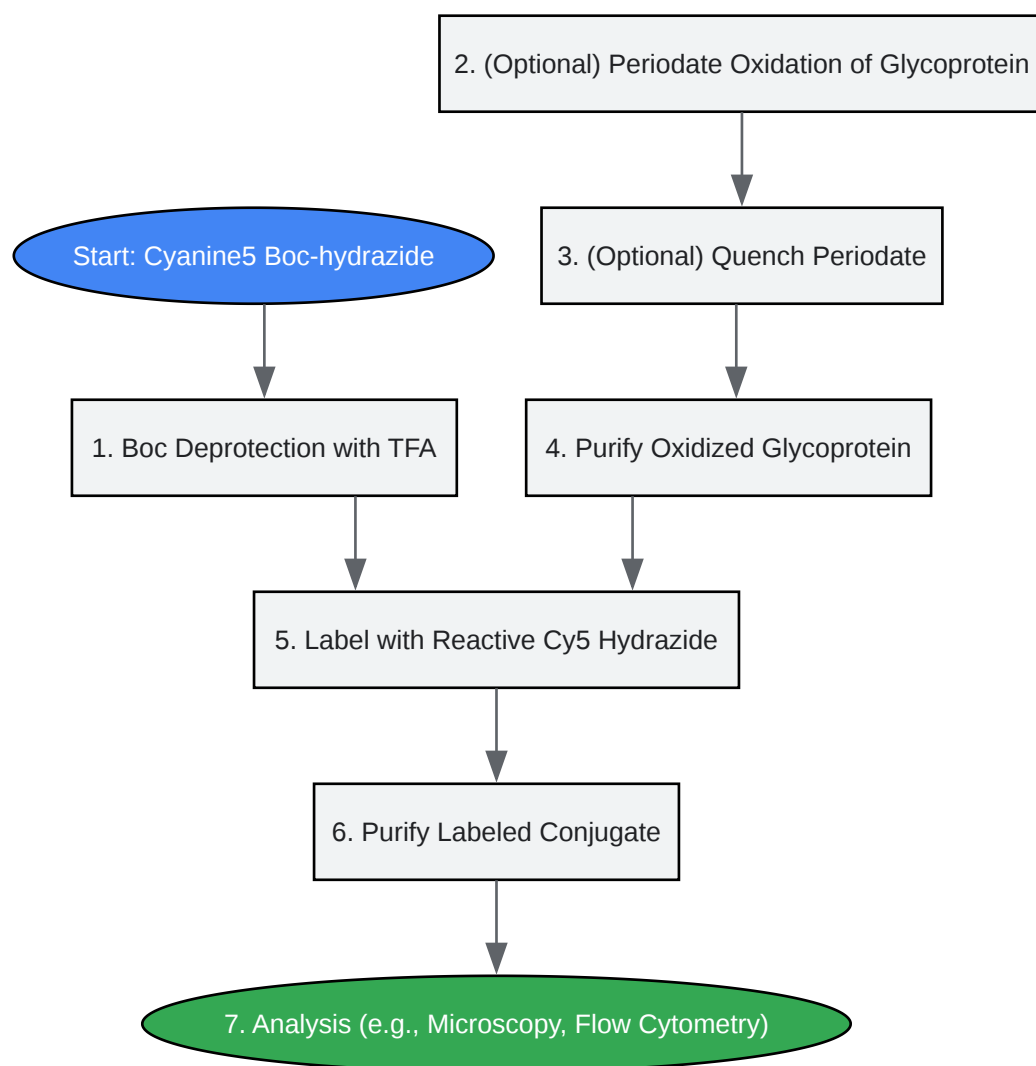 2. (Optional) Periodate Oxidation of Glycoprotein
Start: Cyanine5 Boc-hydrazide
3. (Optional) Quench Periodate
1. Boc Deprotection with TFA
4. Purify Oxidized Glycoprotein
5. Label with Reactive Cy5 Hydrazide
6. Purify Labeled Conjugate
7. Analysis (e.g., Microscopy, Flow Cytometry)